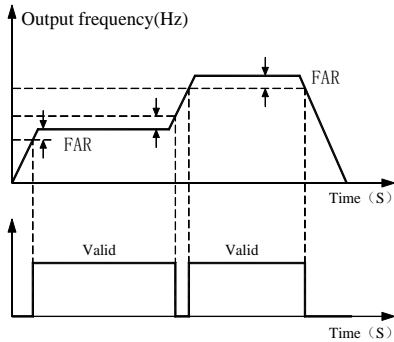 Output frequency(Hz)
FAR
FAR
Time（S）
Valid
Valid
Time（S）